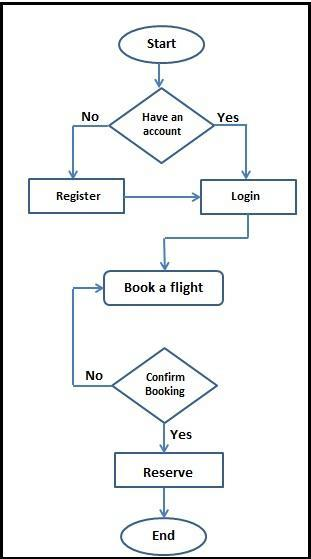 Start
Have an
account
No
Yes
Register
Login
Book a flight
Confirm
Booking
No
Yes
Reserve
End